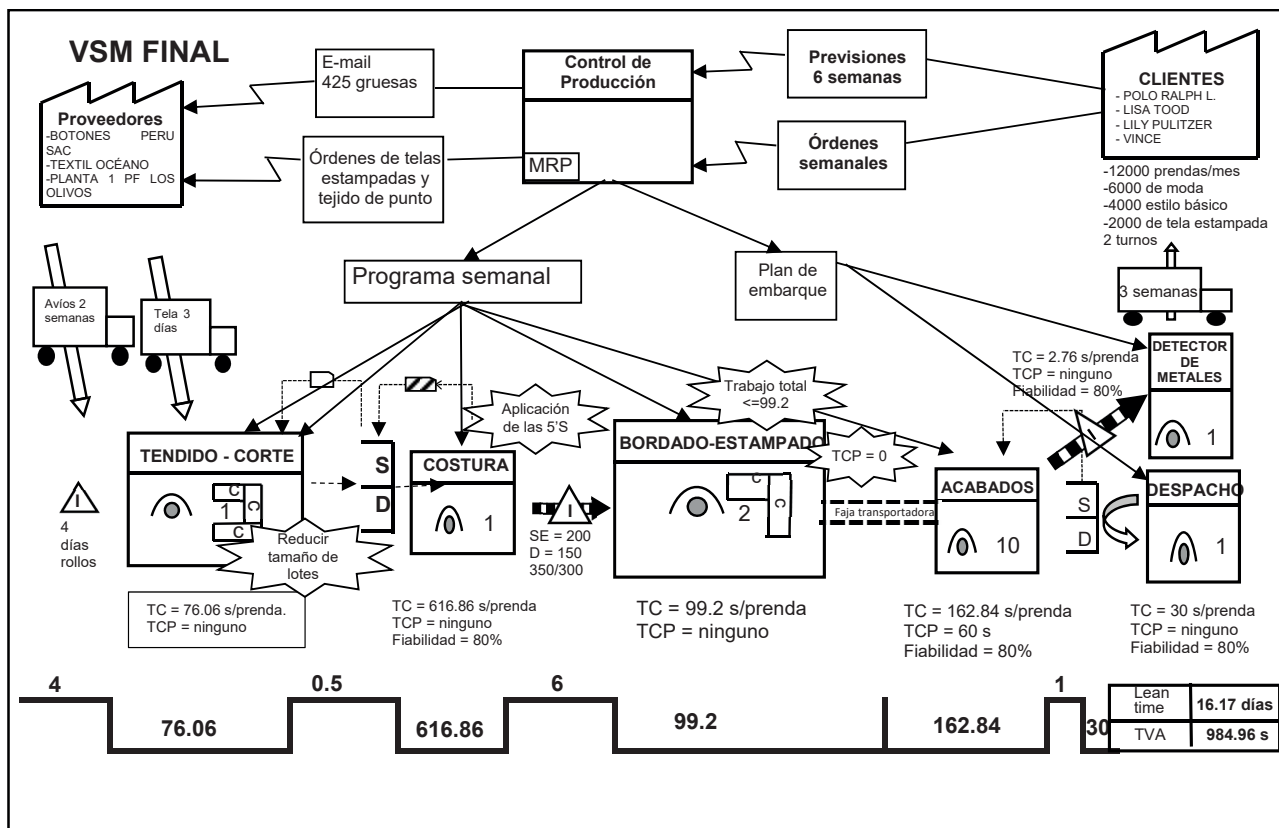 VSM FINAL
E-mail
425 gruesas
Control de
Producción
Previsiones
6 semanas
CLIENTES
- POLO RALPH L.
- LISA TOOD
- LILY PULITZER
- VINCE
Proveedores
-BOTONES PERU
SAC
-TEXTIL OCÉANO
-PLANTA 1 PF LOS
OLIVOS
Órdenes de telas
estampadas y
tejido de punto
MRP
Órdenes
semanales
-12000 prendas/mes
-6000 de moda
-4000 estilo básico
-2000 de tela estampada
2 turnos
Programa semanal
Plan de
embarque
3 semanas
Avíos 2
semanas
Tela 3
días
TC = 2.76 s/prenda
TCP = ninguno
Fiabilidad = 80%
DETECTOR
DE
METALES
1
Trabajo total
<=99.2
Aplicación
de las 5'S
TCP = 0
I
4
días
rollos
TENDIDO - CORTE
C
1
C
C
Reducir
tamaño de
lotes
S
D
COSTURA
1
I
SE = 200
D = 150
350/300
BORDADO-ESTAMPADO
C
C
2
Faja transportadora
ACABADOS
10
I
S
D
DESPACHO
1
TC = 76.06 s/prenda.
TCP = ninguno
TC = 616.86 s/prenda
TCP = ninguno
Fiabilidad = 80%
TC = 99.2 s/prenda
TCP = ninguno
TC = 162.84 s/prenda
TCP = 60 s
Fiabilidad = 80%
TC = 30 s/prenda
TCP = ninguno
Fiabilidad = 80%
4
0.5
6
1
76.06
616.86
99.2
162.84
30
Lean
time
16.17 días
TVA
984.96 s